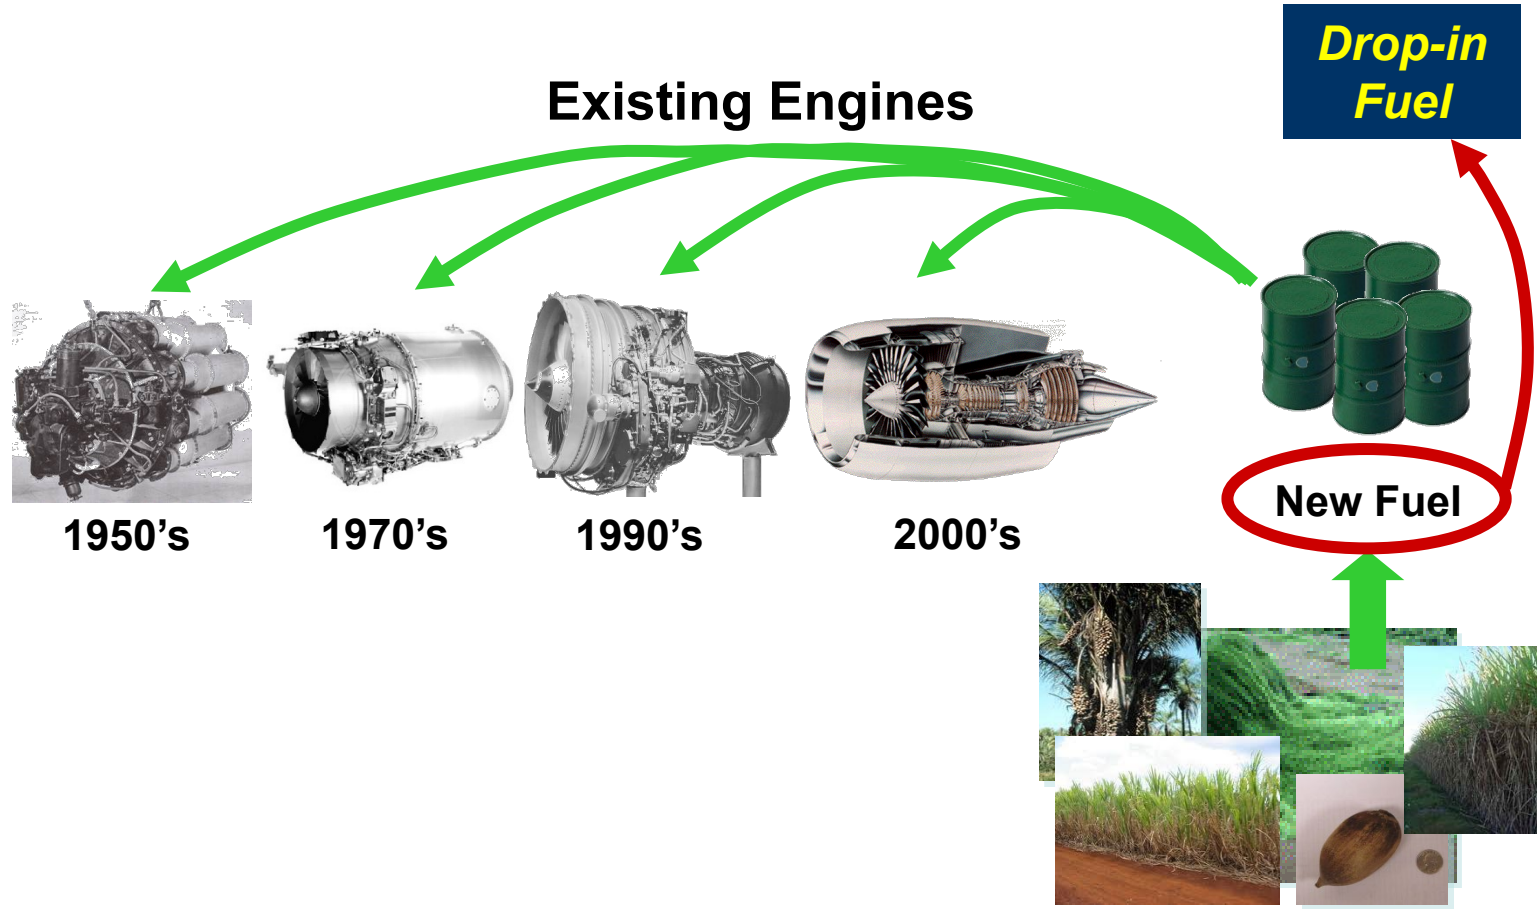 Drop-in
Fuel
Existing Engines
1950’s
1970’s
1990’s
2000’s
New Fuel